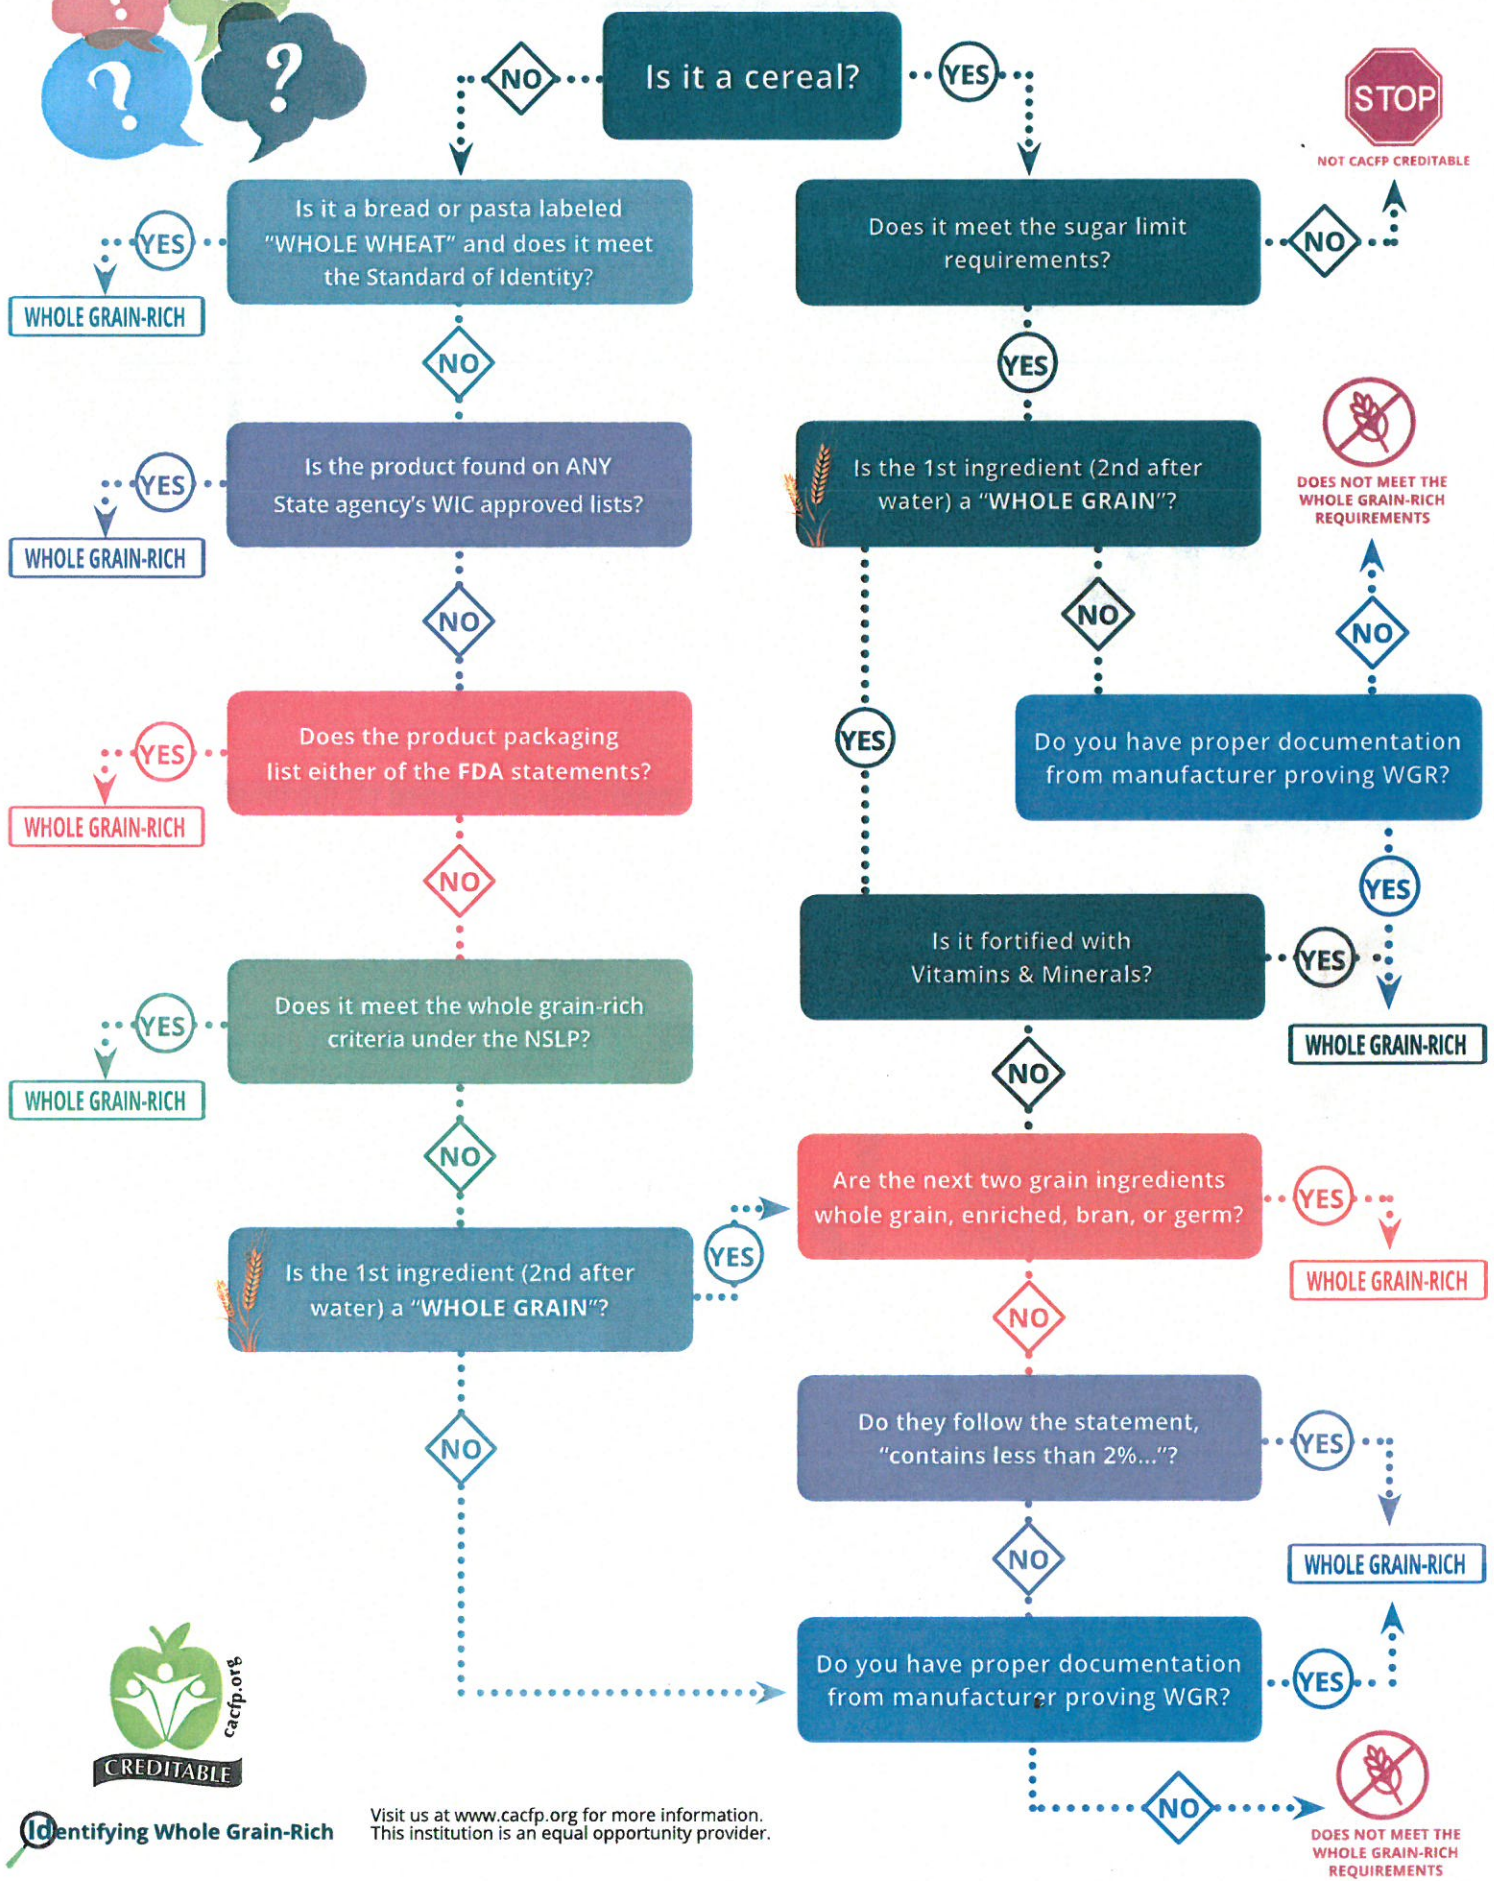 ?
?
?
Is it a cereal?
NO
YES
STOP
NOT CACFP CREDITABLE
Is it a bread or pasta labeled
"WHOLE WHEAT" and does it meet
the Standard of Identity?
YES
WHOLE GRAIN-RICH
NO
Does it meet the sugar limit
requirements?
NO
YES
Is the product found on ANY
State agency's WIC approved lists?
YES
WHOLE GRAIN-RICH
NO
Is the 1st ingredient (2nd after
water) a "WHOLE GRAIN"?
DOES NOT MEET THE
WHOLE GRAIN-RICH
REQUIREMENTS
NO
NO
YES
Does the product packaging
list either of the FDA statements?
YES
WHOLE GRAIN-RICH
NO
Do you have proper documentation
from manufacturer proving WGR?
YES
Is it fortified with
Vitamins & Minerals?
YES
WHOLE GRAIN-RICH
NO
Does it meet the whole grain-rich
criteria under the NSLP?
YES
WHOLE GRAIN-RICH
NO
Are the next two grain ingredients
whole grain, enriched, bran, or germ?
YES
WHOLE GRAIN-RICH
NO
Is the 1st ingredient (2nd after
water) a "WHOLE GRAIN"?
YES
NO
Do they follow the statement,
"contains less than 2%..."?
YES
WHOLE GRAIN-RICH
NO
Do you have proper documentation
from manufacturer proving WGR?
YES
NO
DOES NOT MEET THE
WHOLE GRAIN-RICH
REQUIREMENTS
cacfp.org
CREDITABLE
Identifying Whole Grain-Rich
Visit us at www.cacfp.org for more information.
This institution is an equal opportunity provider.